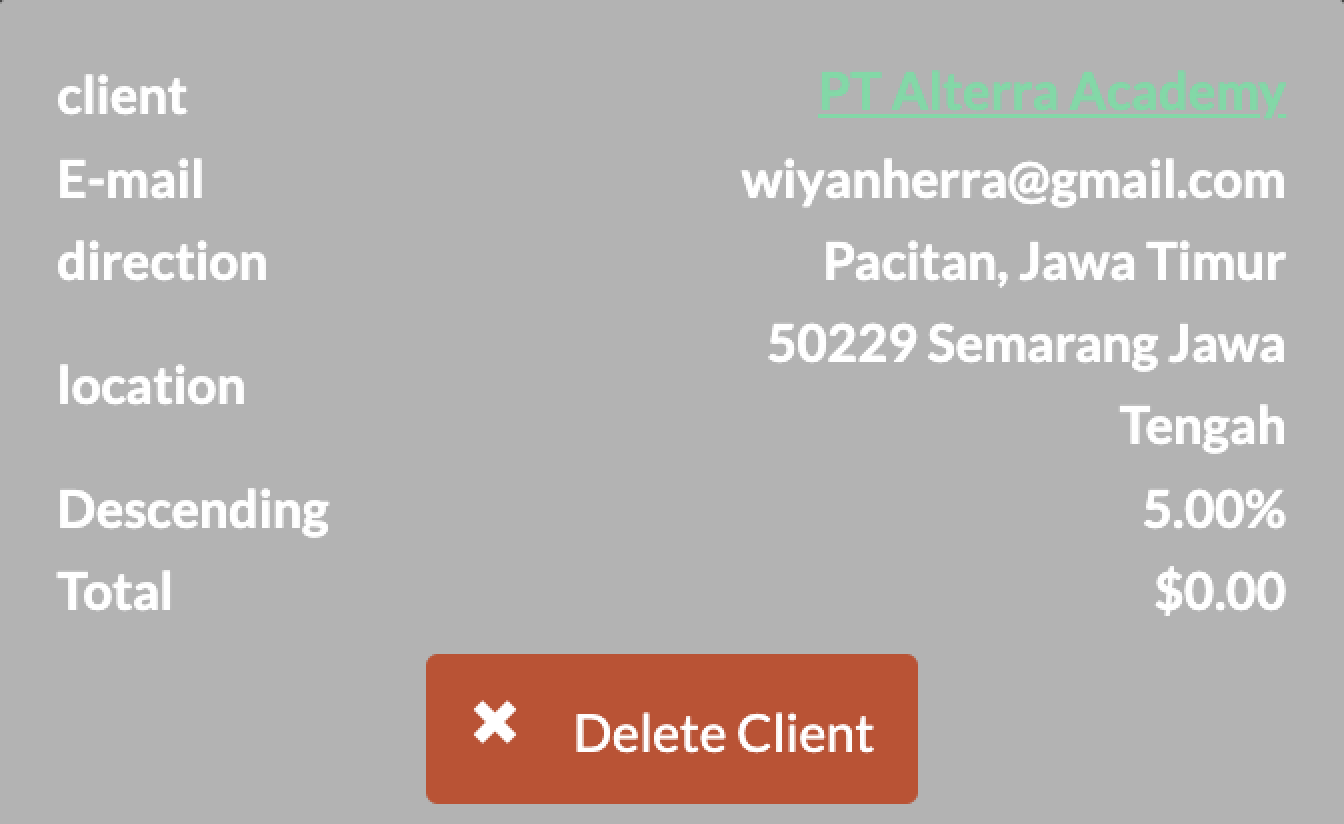 client PT Alterra Academy
E-mail wiyanherra@gmail.com
direction Pacitan, Jawa Timur
location 50229 Semarang Jawa
Tengah
Descending 5.00%
Total $0.00
Delete Client